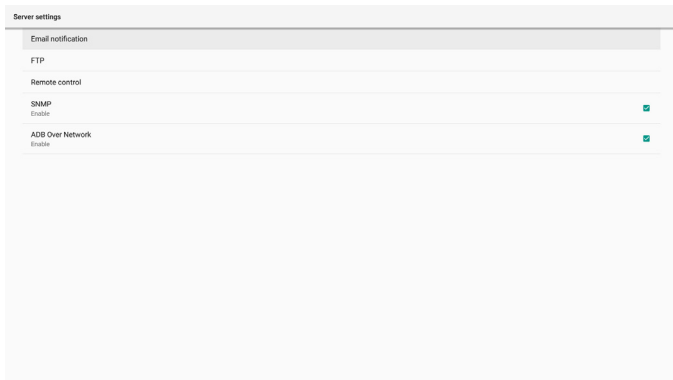 Server settings
Email notification
FTP
Remote control
SNMP
Enable
ADB Over Network
Enable